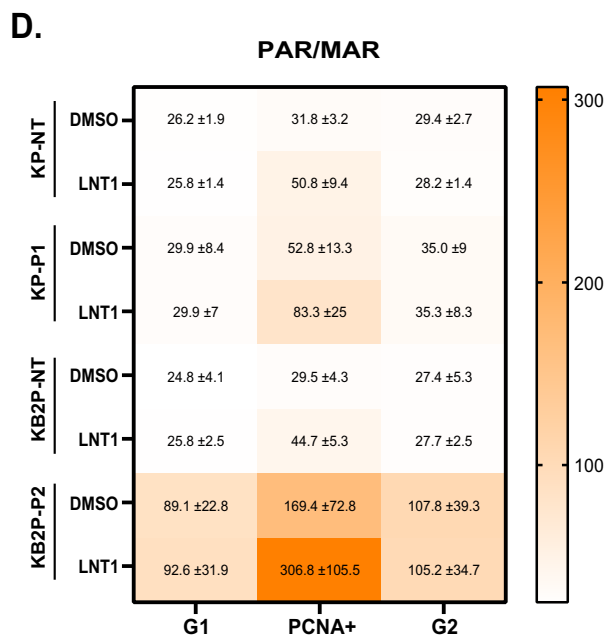 D.
PAR/MAR
KP-NT
DMSO 26.2 ±1.9 31.8 ±3.2 29.4 ±2.7
LNT1 25.8 ±1.4 50.8 ±9.4 28.2 ±1.4
KP-P1
DMSO 29.9 ±8.4 52.8 ±13.3 35.0 ±9
LNT1 29.9 ±7 83.3 ±25 35.3 ±8.3
KB2P-NT
DMSO 24.8 ±4.1 29.5 ±4.3 27.4 ±5.3
LNT1 25.8 ±2.5 44.7 ±5.3 27.7 ±2.5
KB2P-P2
DMSO 89.1 ±22.8 169.4 ±72.8 107.8 ±39.3
LNT1 92.6 ±31.9 306.8 ±105.5 105.2 ±34.7
G1 PCNA+ G2
300
200
100